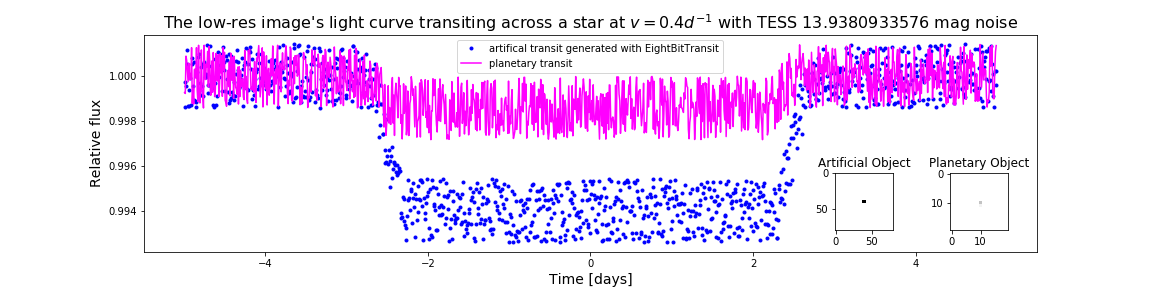 The low-res image's light curve transiting across a star at v = 0.4d⁻¹ with TESS 13.9380933576 mag noise
artifical transit generated with EightBitTransit
planetary transit
Relative flux
1.000
0.998
0.996
0.994
Artificial Object
Planetary Object
0
50
0 50
0
10
0 10
−4 −2 0 2 4
Time [days]